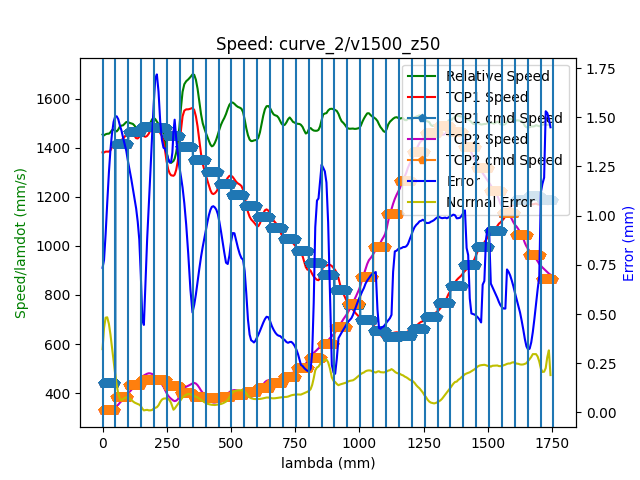 Speed: curve_2/v1500_z50
Relative Speed
TCP1 Speed
TCP1 cmd Speed
TCP2 Speed
TCP2 cmd Speed
Error
Normal Error
Speed/lamdot (mm/s)
1600
1400
1200
1000
800
600
400
0
250
500
750
1000
1250
1500
1750
lambda (mm)
1.75
1.50
1.25
1.00
0.75
0.50
0.25
0.00
Error (mm)